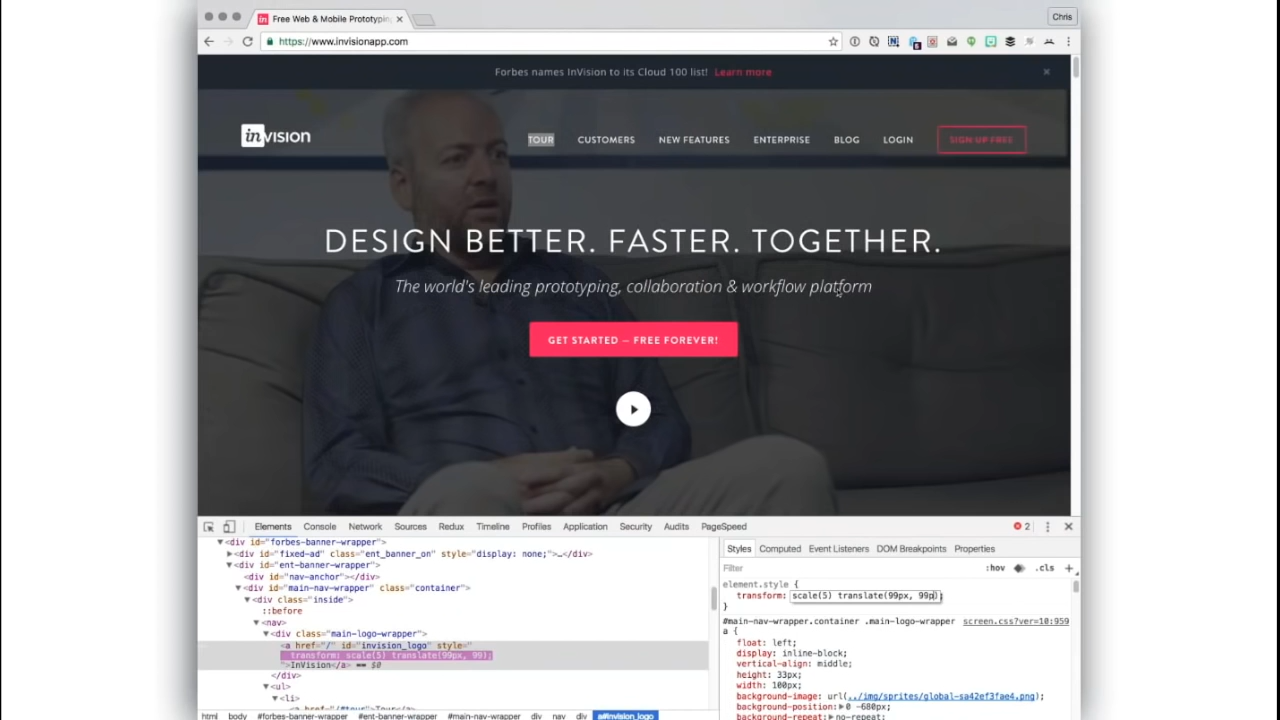 Free Web & Mobile Prototypin
Chris
https://www.invisionapp.com
Forbes names InVision to its Cloud 100 list! Learn more
invision
TOUR CUSTOMERS NEW FEATURES ENTERPRISE BLOG LOGIN SIGN UP FREE
DESIGN BETTER. FASTER. TOGETHER.
The world's leading prototyping, collaboration & workflow platform
GET STARTED – FREE FOREVER!
Elements Console Network Sources Redux Timeline Profiles Application Security Audits PageSpeed 2
<div id="forbes-banner-wrapper">
<div id="fixed-ad" class="ent_banner_on" style="display: none;">…</div>
<div id="ent-banner-wrapper">
<div id="nav-anchor"></div>
<div id="main-nav-wrapper" class="container">
<div class="inside">
::before
<nav>
<div class="main-logo-wrapper">
<a href="/" id="invision_logo" style="
transform: scale(5) translate(99px, 99);
">InVision</a> == $0
</div>
<ul>
<li>
<a href="/#tour">Tour</a>
html body #forbes-banner-wrapper #ent-banner-wrapper #main-nav-wrapper div nav div a#invision_logo
Styles Computed Event Listeners DOM Breakpoints Properties
Filter :hov .cls +
element.style {
transform: scale(5) translate(99px, 99p);
}
#main-nav-wrapper.container .main-logo-wrapper screen.css?ver=10:959
a {
float: left;
display: inline-block;
vertical-align: middle;
height: 33px;
width: 100px;
background-image: url(../img/sprites/global-sa42ef3fae4.png);
background-position: 0 -680px;
background-repeat: no-repeat;